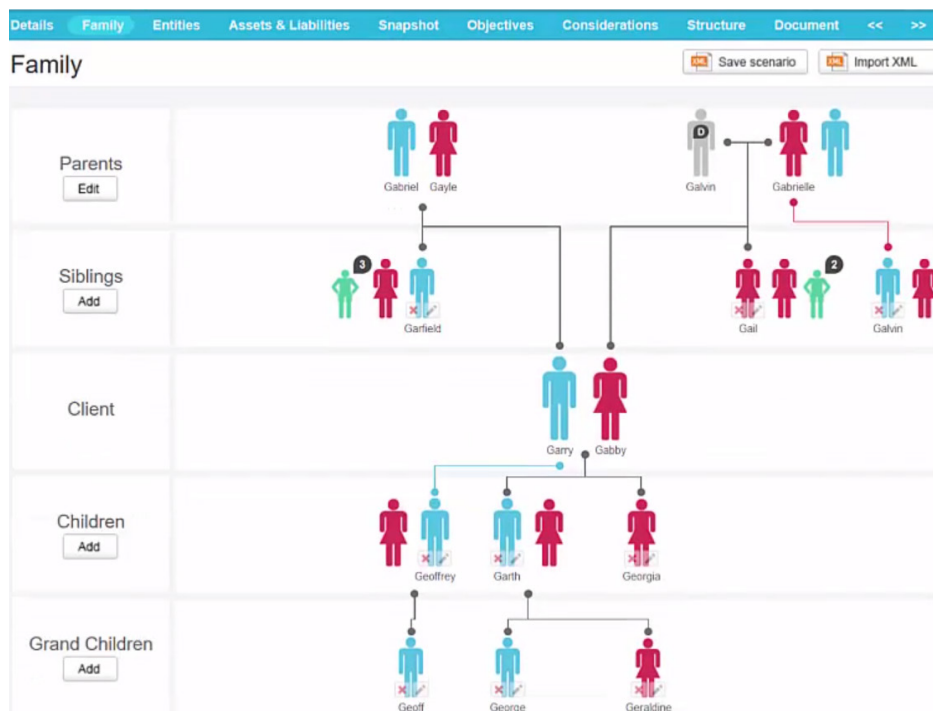 Details Family Entities Assets & Liabilities Snapshot Objectives Considerations Structure Document << >>
Family
XML Save scenario XML Import XML
Parents
Edit
D
Gabriel Gayle Galvin Gabrielle
Siblings
Add
3
2
Garfield Gail Galvin
Client
Garry Gabby
Children
Add
Geoffrey Garth Georgia
Grand Children
Add
Geoff George Geraldine